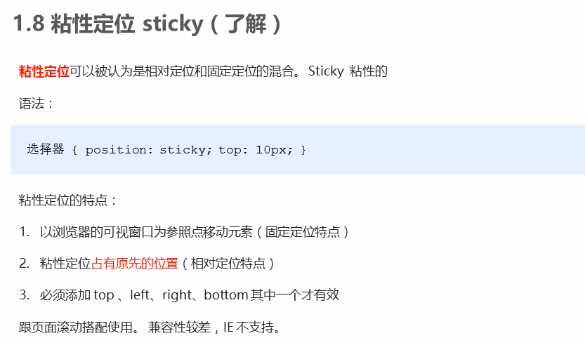 1.8 粘性定位 sticky（了解）
粘性定位可以被认为是相对定位和固定定位的混合。 Sticky 粘性的
语法：
选择器 { position: sticky; top: 10px; }
粘性定位的特点：
1. 以浏览器的可视窗口为参照点移动元素（固定定位特点）
2. 粘性定位占有原先的位置（相对定位特点）
3. 必须添加 top 、left、right、bottom 其中一个才有效
跟页面滚动搭配使用。 兼容性较差，IE 不支持。